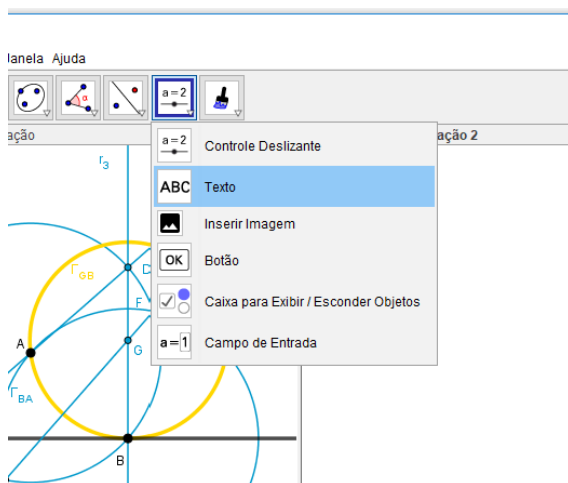 Janela Ajuda
α
a=2
ação
ação 2
a=2 Controle Deslizante
ABC Texto
Inserir Imagem
OK Botão
Caixa para Exibir / Esconder Objetos
a=1 Campo de Entrada
r3
ΓGB
D
F
A
G
ΓBA
B